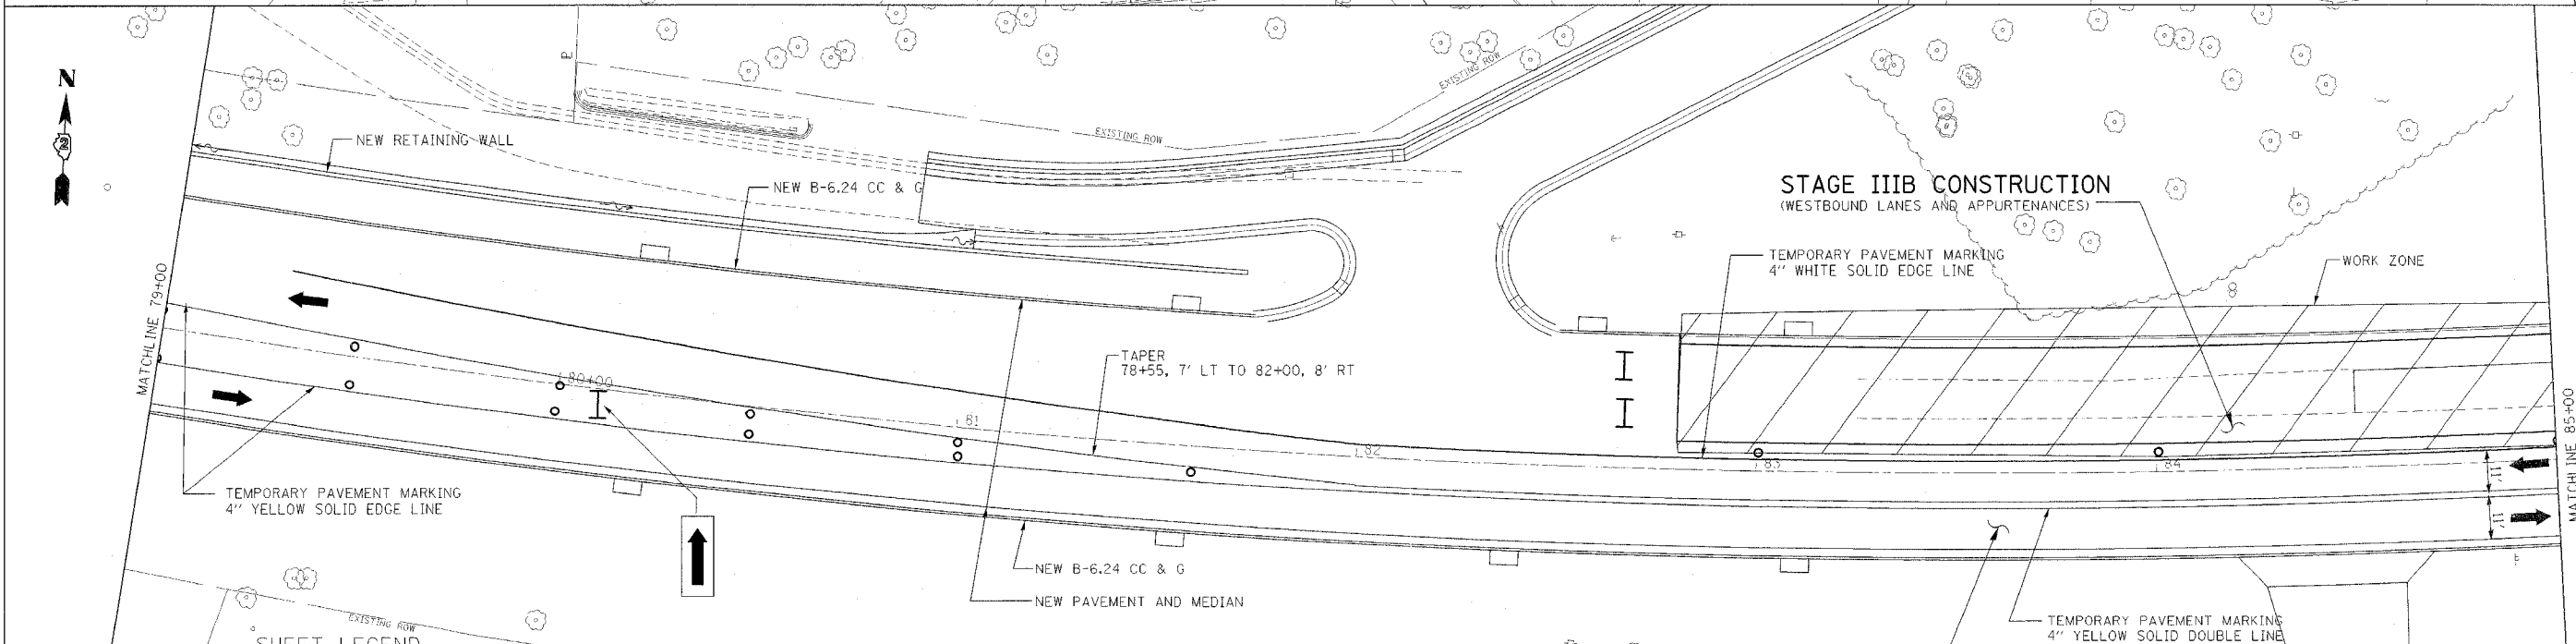 N
2
EXISTING ROW
EXISTING ROW
NEW RETAINING WALL
NEW B-6.24 CC & G
STAGE IIIB CONSTRUCTION
(WESTBOUND LANES AND APPURTENANCES)
TEMPORARY PAVEMENT MARKING
4" WHITE SOLID EDGE LINE
WORK ZONE
MATCHLINE 79+00
TAPER
78+55, 7' LT TO 82+00, 8' RT
80+00
81
82
83
84
11'
11'
MATCHLINE 85+00
TEMPORARY PAVEMENT MARKING
4" YELLOW SOLID EDGE LINE
NEW B-6.24 CC & G
NEW PAVEMENT AND MEDIAN
TEMPORARY PAVEMENT MARKING
4" YELLOW SOLID DOUBLE LINE
EXISTING ROW
SHEET LEGEND